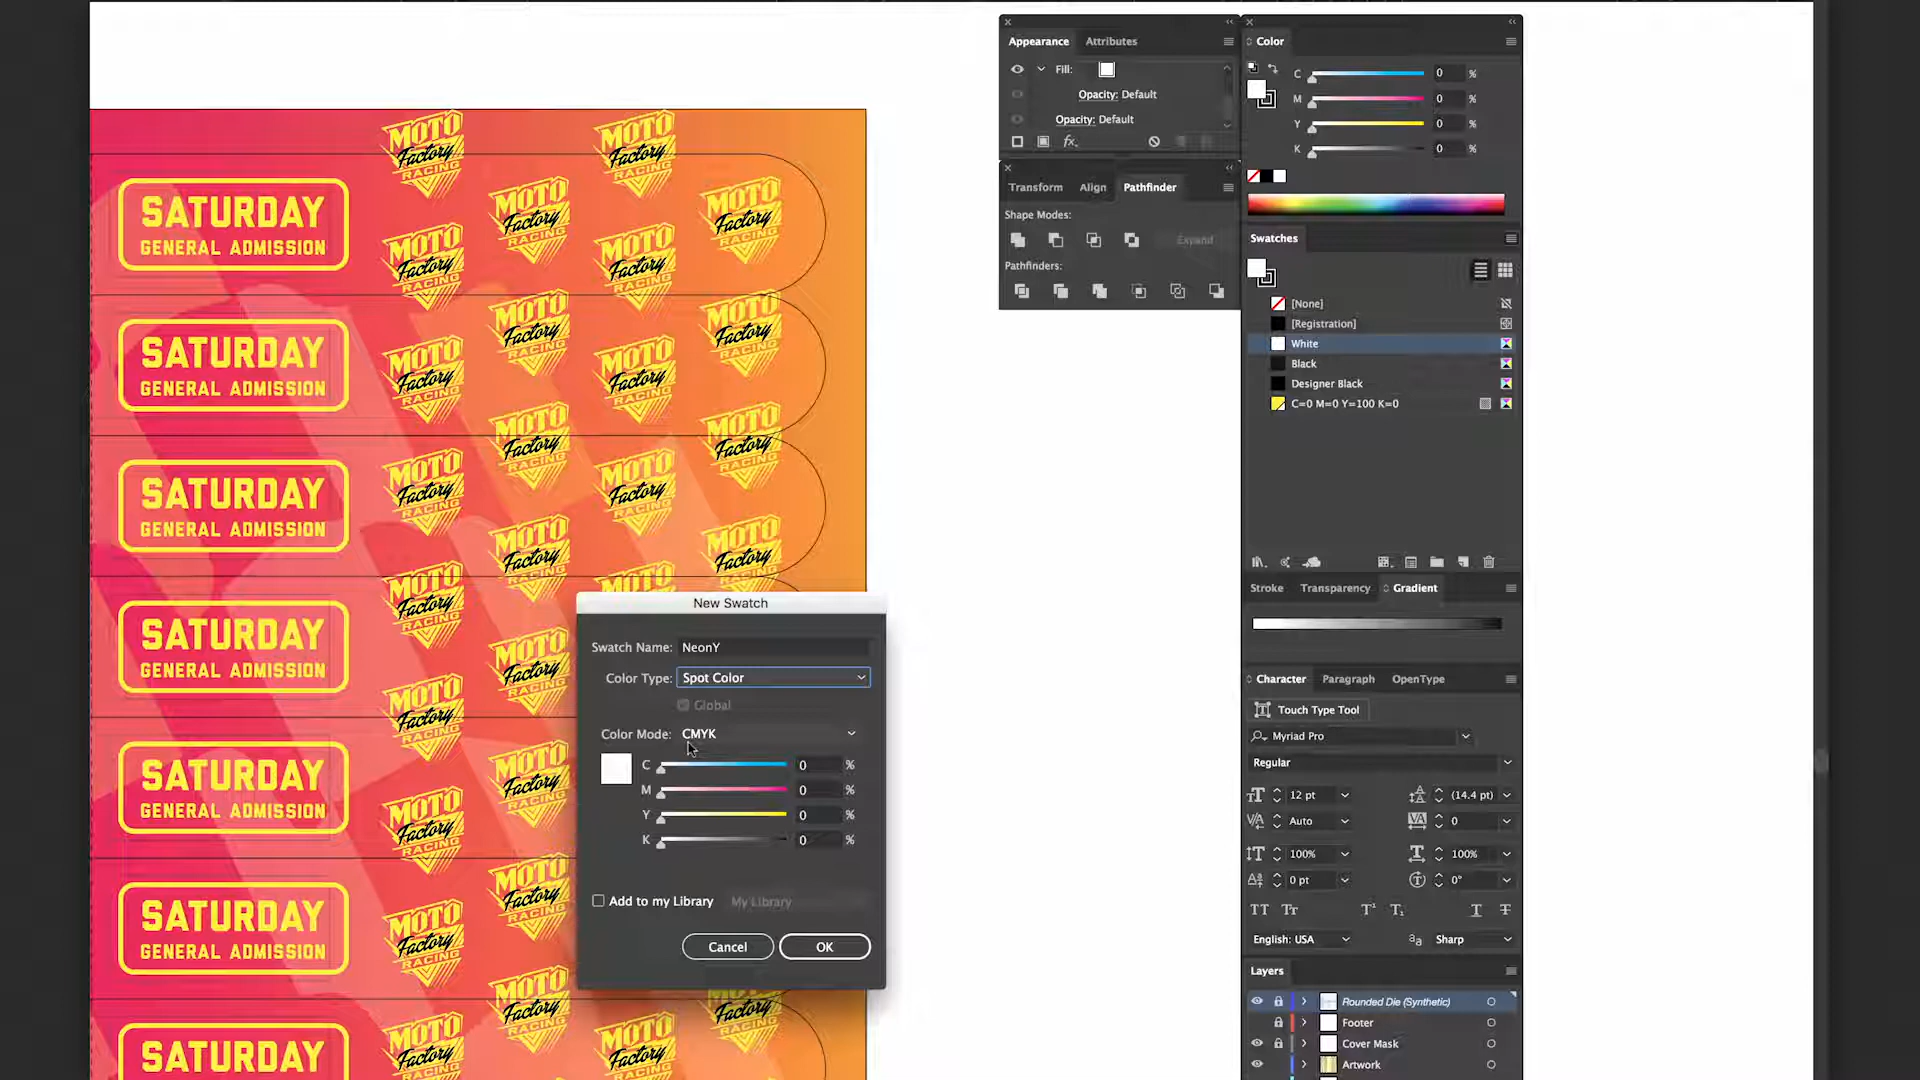 Appearance
Attributes
Fill:
Opacity: Default
Opacity: Default
fx.
Transform
Align
Pathfinder
Shape Modes:
Expand
Pathfinders:
Color
C 0 %
M 0 %
Y 0 %
K 0 %
Swatches
[None]
[Registration]
White
Black
Designer Black
C=0 M=0 Y=100 K=0
Stroke
Transparency
Gradient
Character
Paragraph
OpenType
Touch Type Tool
Myriad Pro
Regular
12 pt
(14.4 pt)
Auto
0
100%
100%
0 pt
0°
TT Tr T¹ T₁ T T
English: USA
Sharp
Layers
Rounded Die (Synthetic)
Footer
Cover Mask
Artwork
New Swatch
Swatch Name: NeonY
Color Type: Spot Color
Global
Color Mode: CMYK
C 0 %
M 0 %
Y 0 %
K 0 %
Add to my Library
My Library
Cancel
OK
SATURDAY
GENERAL ADMISSION
SATURDAY
GENERAL ADMISSION
SATURDAY
GENERAL ADMISSION
SATURDAY
GENERAL ADMISSION
SATURDAY
GENERAL ADMISSION
SATURDAY
GENERAL ADMISSION
SATURDAY
MOTO
Factory
RACING